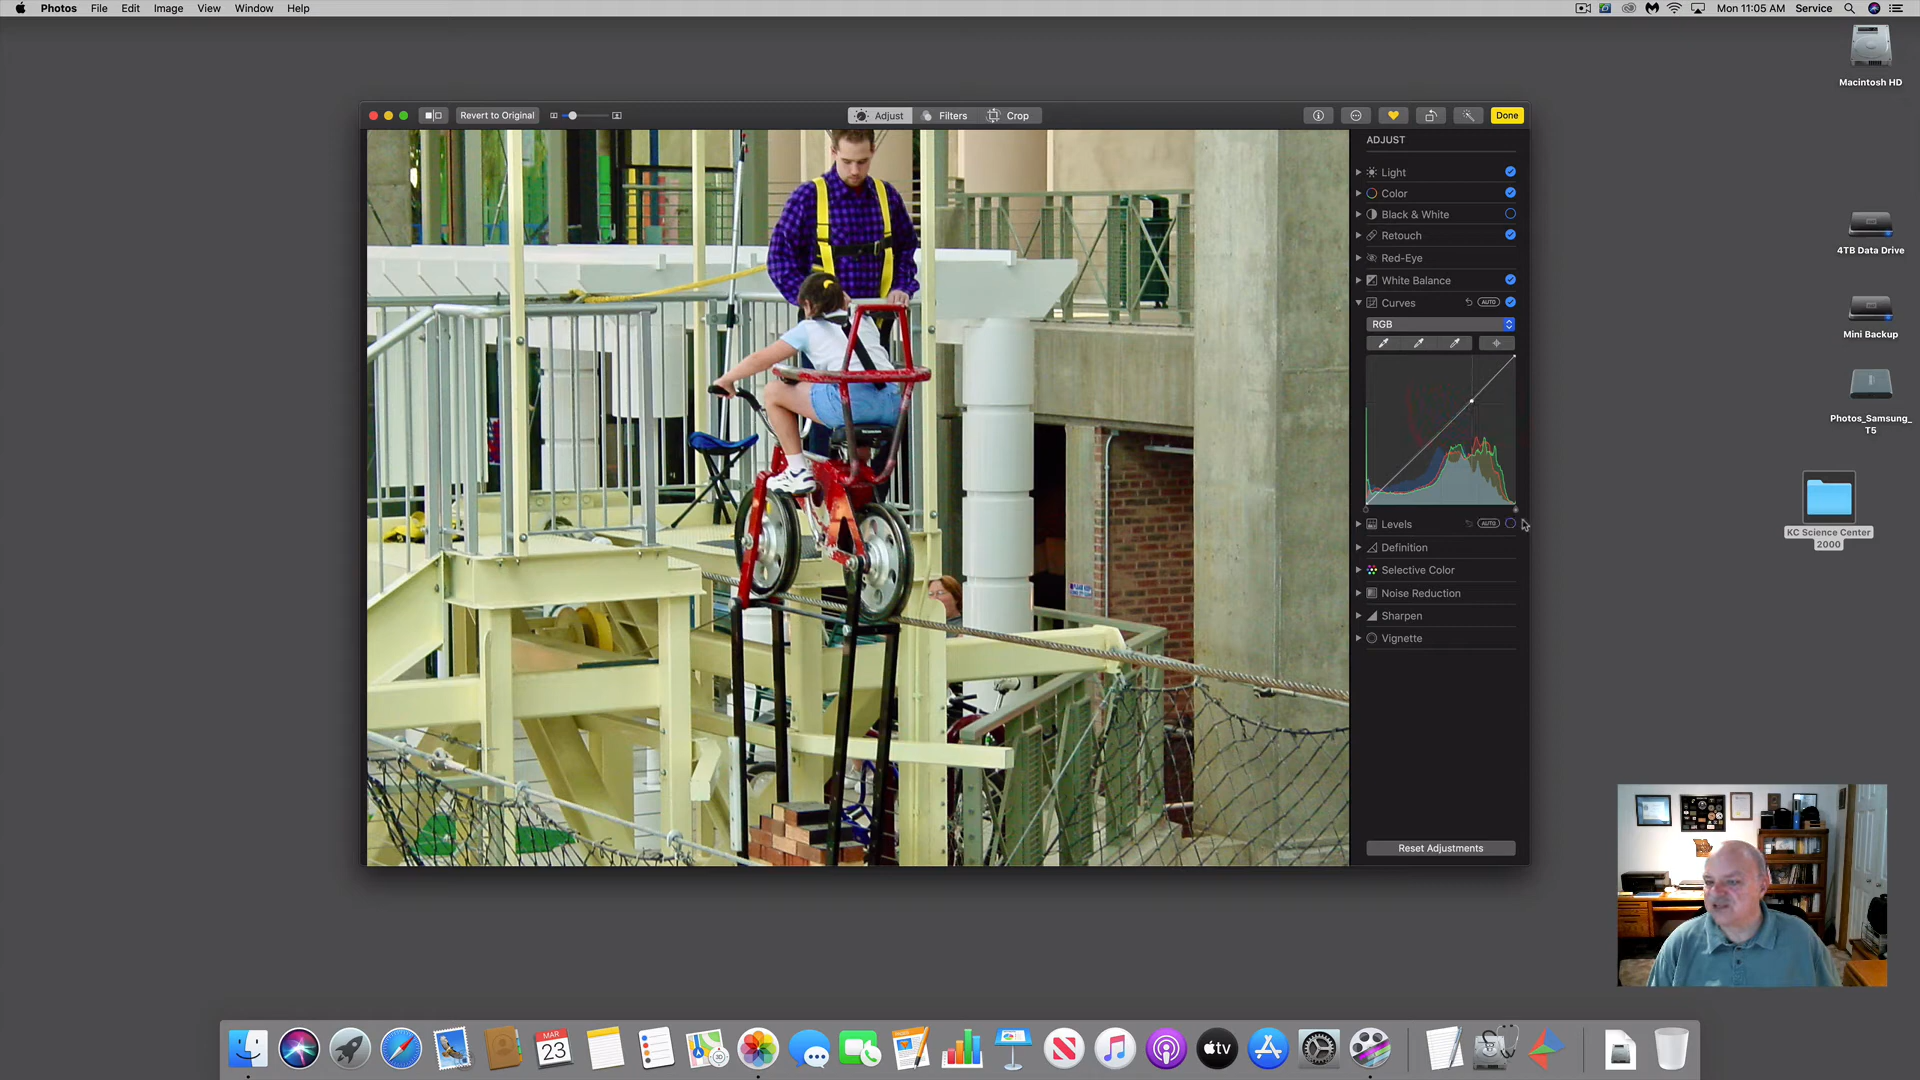 Photos File Edit Image View Window Help
Mon 11:05 AM Service
Macintosh HD
Revert to Original
Adjust Filters Crop
Done
ADJUST
Light
Color
Black & White
Retouch
Red-Eye
White Balance
Curves AUTO
RGB
Levels AUTO
Definition
Selective Color
Noise Reduction
Sharpen
Vignette
Reset Adjustments
4TB Data Drive
Mini Backup
Photos_Samsung_
T5
KC Science Center
2000
MAR
23
PAGES
3D
tv